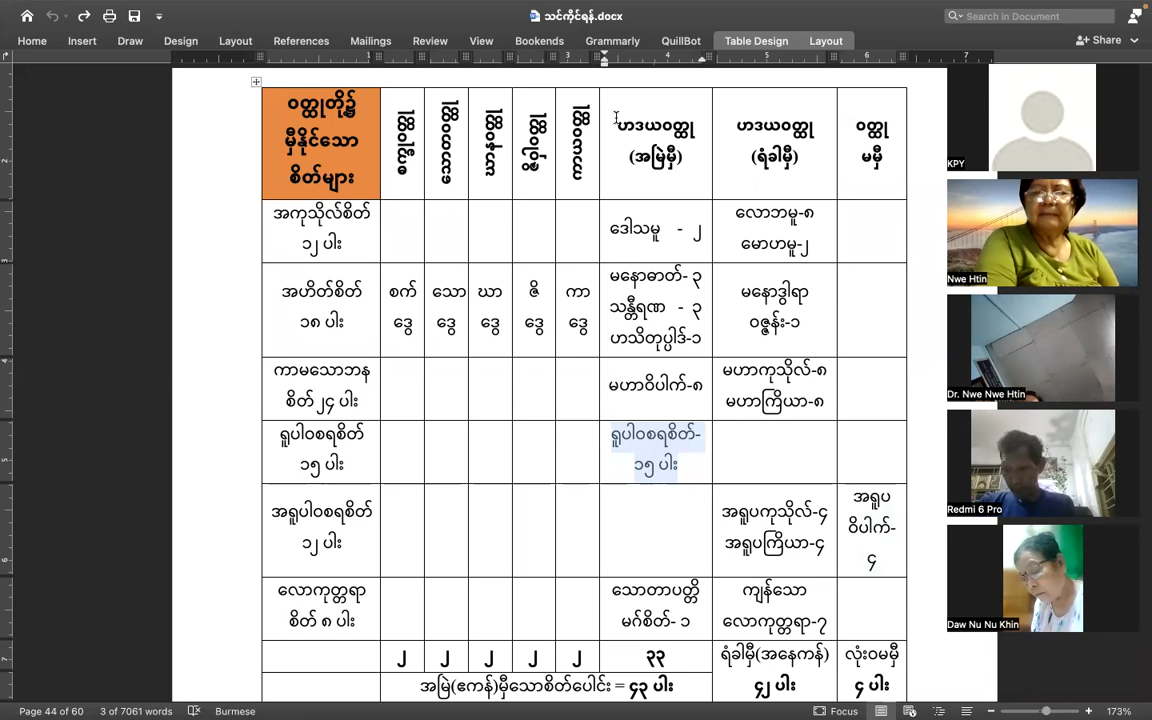 သင်ကိုင်ရန်.docx
Search in Document
Home Insert Draw Design Layout References Mailings Review View Bookends Grammarly QuillBot Table Design Layout Share
ဝတ္ထုတို့၌
မှီနိုင်သော
စိတ်များ
စက္ခုဝတ္ထု
သောတဝတ္ထု
ဃာနဝတ္ထု
ဇိဝှါဝတ္ထု
ကာယဝတ္ထု
ဟဒယဝတ္ထု
(အမြဲမှီ)
ဟဒယဝတ္ထု
(ရံခါမှီ)
ဝတ္ထု
မမှီ
အကုသိုလ်စိတ်
၁၂ ပါး
ဒေါသမူ - ၂
လောဘမူ-၈
မောဟမူ-၂
အဟိတ်စိတ်
၁၈ ပါး
စက်
ဒွေ
သော
ဒွေ
ဃာ
ဒွေ
ဇိ
ဒွေ
ကာ
ဒွေ
မနောဓာတ်- ၃
သန္တီရဏ - ၃
ဟသိတုပ္ပါဒ်-၁
မနောဒွါရာ
ဝဇ္ဇန်း-၁
ကာမသောဘန
စိတ် ၂၄ ပါး
မဟာဝိပါက်-၈
မဟာကုသိုလ်-၈
မဟာကြိယာ-၈
ရူပါဝစရစိတ်
၁၅ ပါး
ရူပါဝစရစိတ်-
၁၅ ပါး
အရူပါဝစရစိတ်
၁၂ ပါး
အရူပကုသိုလ်-၄
အရူပကြိယာ-၄
အရူပ
ဝိပါက်-
၄
လောကုတ္တရာ
စိတ် ၈ ပါး
သောတာပတ္တိ
မဂ်စိတ်- ၁
ကျန်သော
လောကုတ္တရာ-၇
၂ ၂ ၂ ၂ ၂ ၃၃
ရံခါမှီ(အနေကန်)
၄၂ ပါး
လုံးဝမမှီ
၄ ပါး
အမြဲ(ဧကန်)မှီသောစိတ်ပေါင်း = ၄၃ ပါး
KPY
Nwe Htin
Dr. Nwe Nwe Htin
Redmi 6 Pro
Daw Nu Nu Khin
Page 44 of 60 3 of 7061 words Burmese Focus 173%